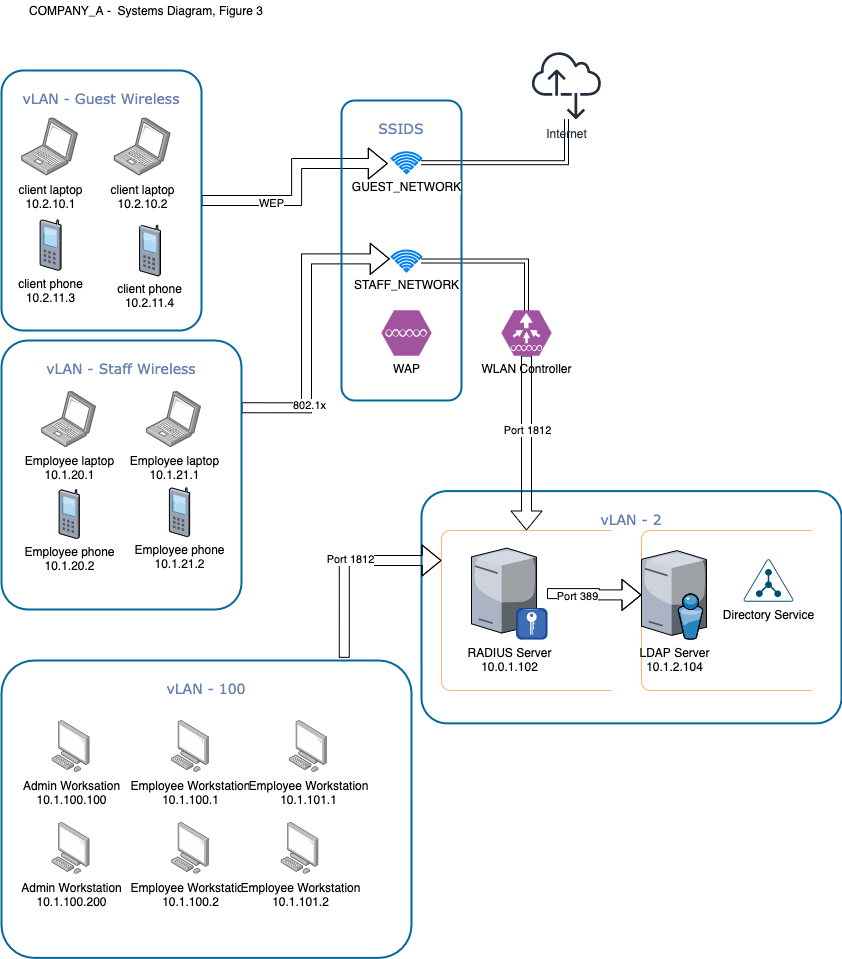 COMPANY_A -  Systems Diagram, Figure 3
vLAN - Guest Wireless
client laptop
10.2.10.1
client laptop
10.2.10.2
client phone
10.2.11.3
client phone
10.2.11.4
WEP
SSIDS
GUEST_NETWORK
STAFF_NETWORK
WAP
Internet
WLAN Controller
Port 1812
vLAN - Staff Wireless
Employee laptop
10.1.20.1
Employee laptop
10.1.21.1
Employee phone
10.1.20.2
Employee phone
10.1.21.2
802.1x
vLAN - 2
Port 1812
RADIUS Server
10.0.1.102
Port 389
LDAP Server
10.1.2.104
Directory Service
vLAN - 100
Admin Worksation
10.1.100.100
Employee Workstation
10.1.100.1
Employee Workstation
10.1.101.1
Admin Workstation
10.1.100.200
Employee Workstation
10.1.100.2
Employee Workstation
10.1.101.2